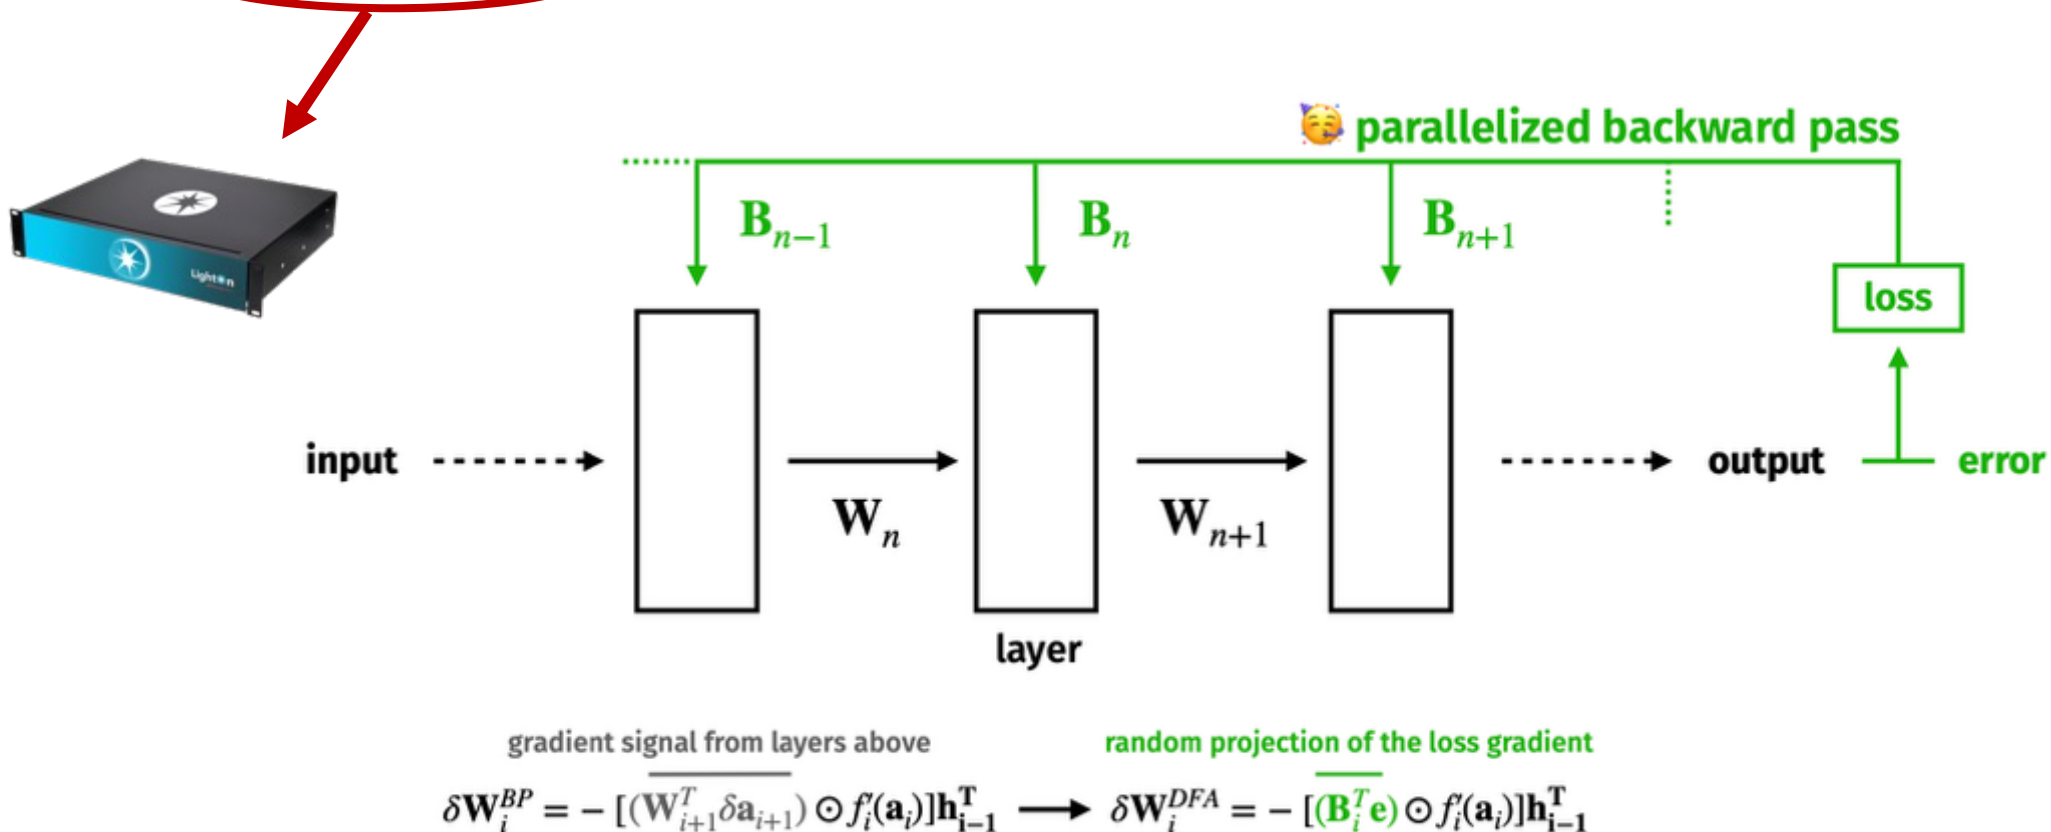 🥳 parallelized backward pass
B_{n-1}
B_n
B_{n+1}
LightOn
loss
input
output
error
W_n
W_{n+1}
layer
gradient signal from layers above
random projection of the loss gradient
δW_i^{BP} = − [(W_{i+1}^T δa_{i+1}) ⊙ f_i′(a_i)]h_{i−1}^T ⟶ δW_i^{DFA} = − [(B_i^T e) ⊙ f_i′(a_i)]h_{i−1}^T